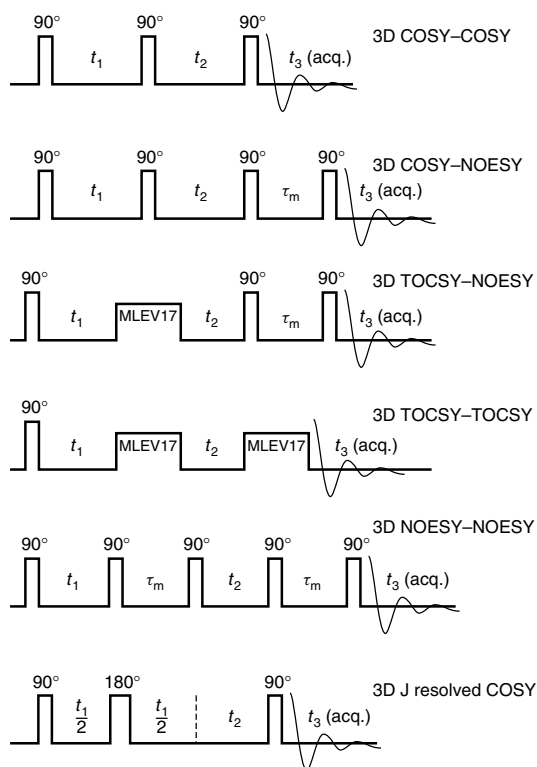 90° 90° 90° 3D COSY–COSY
t1 t2 t3 (acq.)
90° 90° 90° 90° 3D COSY–NOESY
t1 t2 τm t3 (acq.)
90° 90° 90° 3D TOCSY–NOESY
t1 MLEV17 t2 τm t3 (acq.)
90° 3D TOCSY–TOCSY
t1 MLEV17 t2 MLEV17 t3 (acq.)
90° 90° 90° 90° 90° 3D NOESY–NOESY
t1 τm t2 τm t3 (acq.)
90° 180° 90° 3D J resolved COSY
t1/2 t1/2 t2 t3 (acq.)